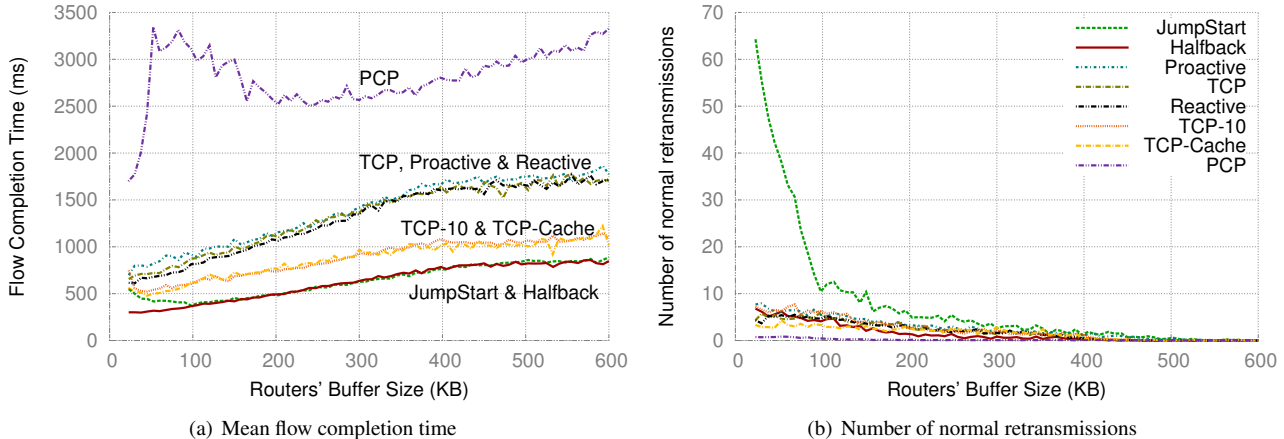 3500
3000
2500
2000
1500
1000
500
0
Flow Completion Time (ms)
PCP
TCP, Proactive & Reactive
TCP-10 & TCP-Cache
JumpStart & Halfback
0 100 200 300 400 500 600
Routers' Buffer Size (KB)
(a) Mean flow completion time
70
60
50
40
30
20
10
0
Number of normal retransmissions
JumpStart
Halfback
Proactive
TCP
Reactive
TCP-10
TCP-Cache
PCP
0 100 200 300 400 500 600
Routers' Buffer Size (KB)
(b) Number of normal retransmissions